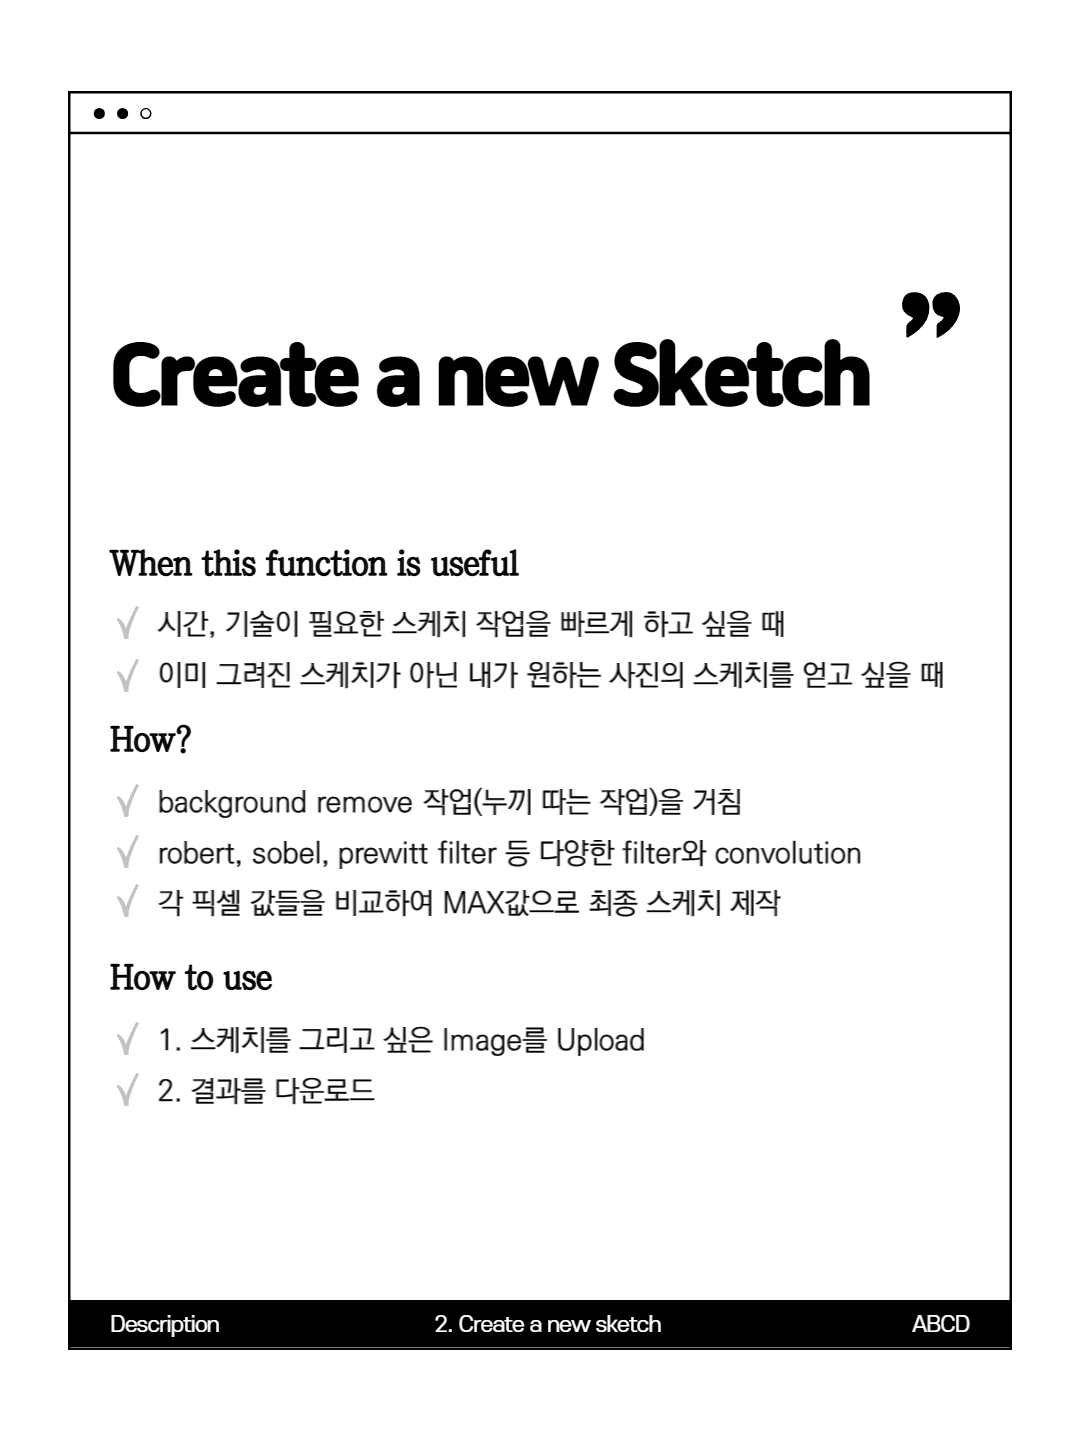 Create a new Sketch ”
When this function is useful
✓ 시간, 기술이 필요한 스케치 작업을 빠르게 하고 싶을 때
✓ 이미 그려진 스케치가 아닌 내가 원하는 사진의 스케치를 얻고 싶을 때
How?
✓ background remove 작업(누끼 따는 작업)을 거침
✓ robert, sobel, prewitt filter 등 다양한 filter와 convolution
✓ 각 픽셀 값들을 비교하여 MAX값으로 최종 스케치 제작
How to use
✓ 1. 스케치를 그리고 싶은 Image를 Upload
✓ 2. 결과를 다운로드
Description 2. Create a new sketch ABCD